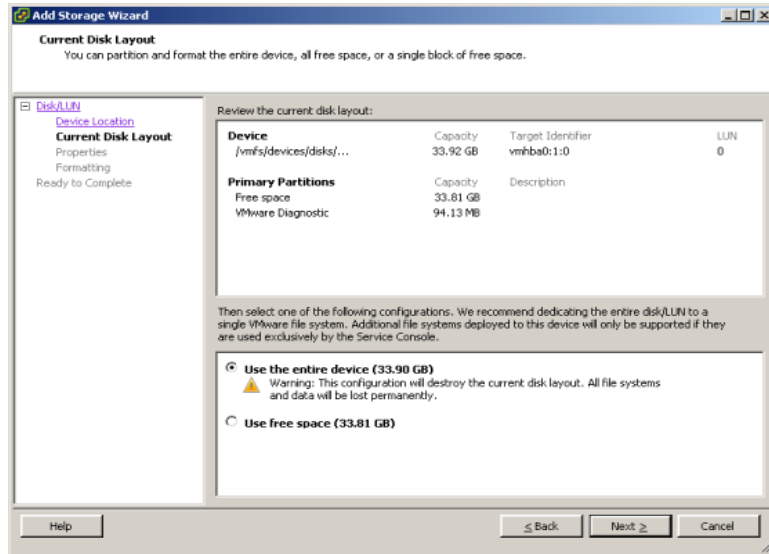 Add Storage Wizard
Current Disk Layout
You can partition and format the entire device, all free space, or a single block of free space.
Disk/LUN
Device Location
Current Disk Layout
Properties
Formatting
Ready to Complete
Review the current disk layout:
Device Capacity Target Identifier LUN
/vmfs/devices/disks/... 33.92 GB vmhba0:1:0 0
Primary Partitions Capacity Description
Free space 33.81 GB
VMware Diagnostic 94.13 MB
Then select one of the following configurations. We recommend dedicating the entire disk/LUN to a
single VMware file system. Additional file systems deployed to this device will only be supported if they
are used exclusively by the Service Console.
Use the entire device (33.90 GB)
Warning: This configuration will destroy the current disk layout. All file systems
and data will be lost permanently.
Use free space (33.81 GB)
Help < Back Next > Cancel